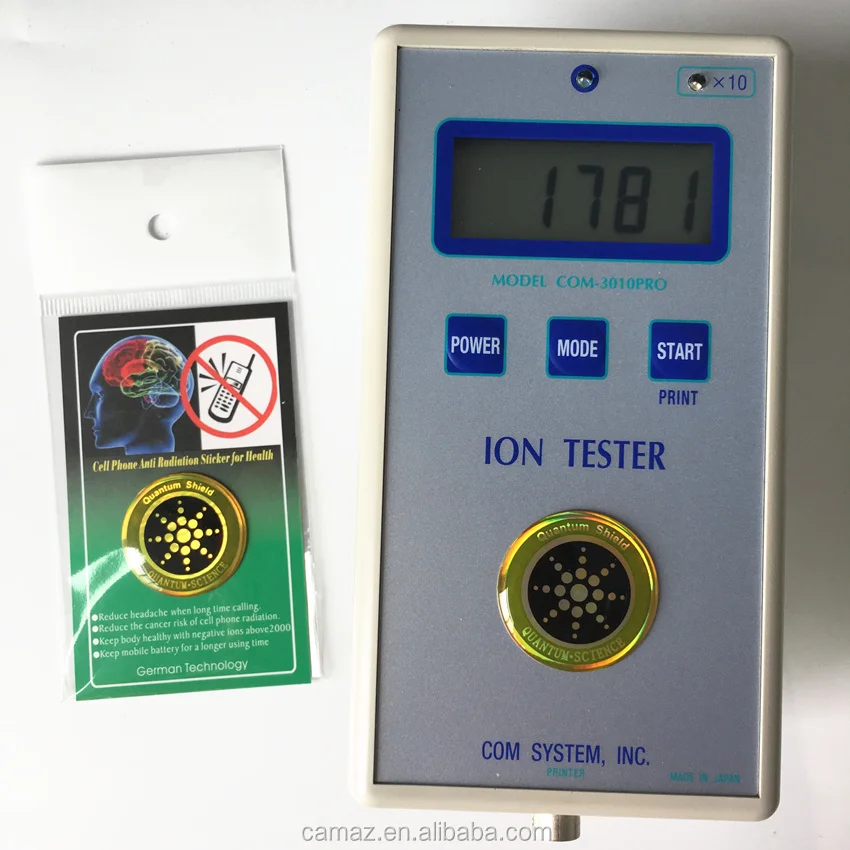 Cell Phone Anti Radiation Sticker for Health
Quantum Shield
QUANTUM·SCIENCE
●Reduce headache when long time calling.
●Reduce the cancer risk of cell phone radiation.
●Keep body healthy with negative ions above2000
●Keep mobile battery for a longer using time
German Technology
×10
1781
MODEL COM-3010PRO
POWER
MODE
START
PRINT
ION TESTER
Quantum Shield
QUANTUM·SCIENCE
COM SYSTEM, INC.
PRINTER
MADE IN JAPAN
camaz.en.alibaba.com